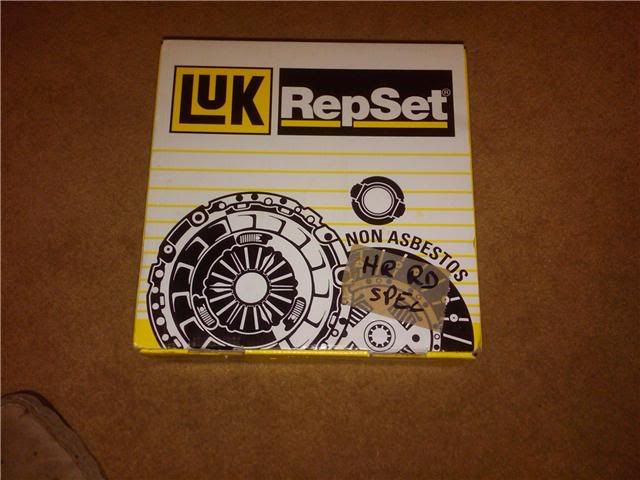 LUK
RepSet®
NON ASBESTOS
HR RD
SPEC